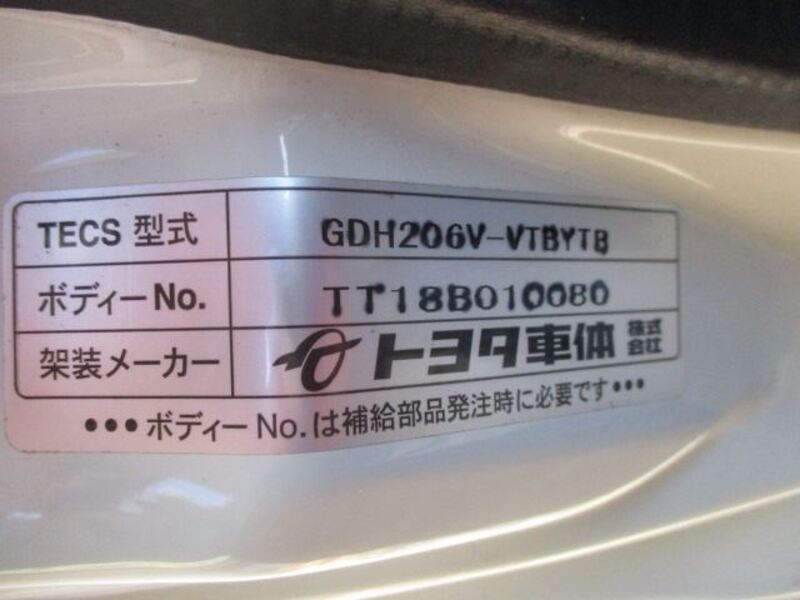 TECS 型式 GDH206V-VTBYTB
ボディーNo. TT18B010080
架装メーカー トヨタ車体 株式会社
•••ボディーNo.は補給部品発注時に必要です•••